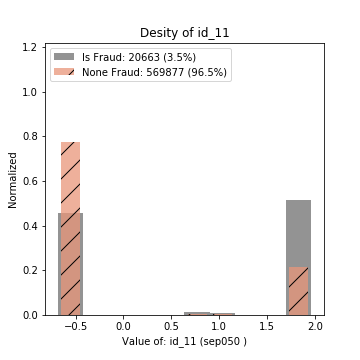 Desity of id_11
Is Fraud: 20663 (3.5%)
None Fraud: 569877 (96.5%)
Normalized
1.2
1.0
0.8
0.6
0.4
0.2
0.0
−0.5 0.0 0.5 1.0 1.5 2.0
Value of: id_11 (sep050 )